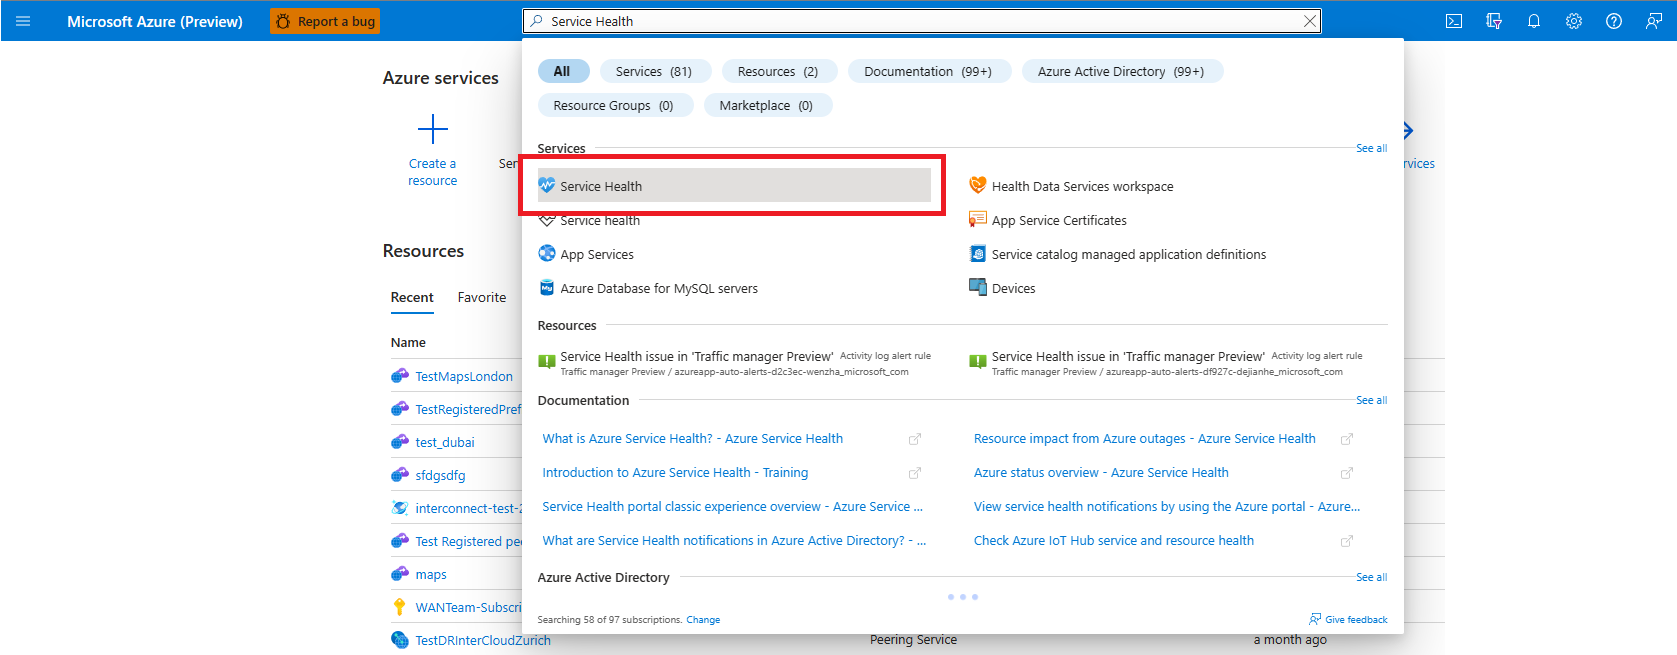 Microsoft Azure (Preview)
Report a bug
Service Health
Azure services
Create a
resource
Ser
rvices
All
Services (81)
Resources (2)
Documentation (99+)
Azure Active Directory (99+)
Resource Groups (0)
Marketplace (0)
Services
See all
Service Health
Health Data Services workspace
Service health
App Service Certificates
App Services
Service catalog managed application definitions
Azure Database for MySQL servers
Devices
Resources
Service Health issue in 'Traffic manager Preview' Activity log alert rule
Traffic manager Preview / azureapp-auto-alerts-d2c3ec-wenzha_microsoft_com
Service Health issue in 'Traffic manager Preview' Activity log alert rule
Traffic manager Preview / azureapp-auto-alerts-df927c-dejianhe_microsoft_com
Documentation
See all
What is Azure Service Health? - Azure Service Health
Resource impact from Azure outages - Azure Service Health
Introduction to Azure Service Health - Training
Azure status overview - Azure Service Health
Service Health portal classic experience overview - Azure Service ...
View service health notifications by using the Azure portal - Azure...
What are Service Health notifications in Azure Active Directory? - ...
Check Azure IoT Hub service and resource health
Azure Active Directory
See all
Searching 58 of 97 subscriptions. Change
Give feedback
Resources
Recent
Favorite
Name
TestMapsLondon
TestRegisteredPref
test_dubai
sfdgsdfg
interconnect-test-2
Test Registered pee
maps
WANTeam-Subscri
TestDRInterCloudZurich
Peering Service
a month ago